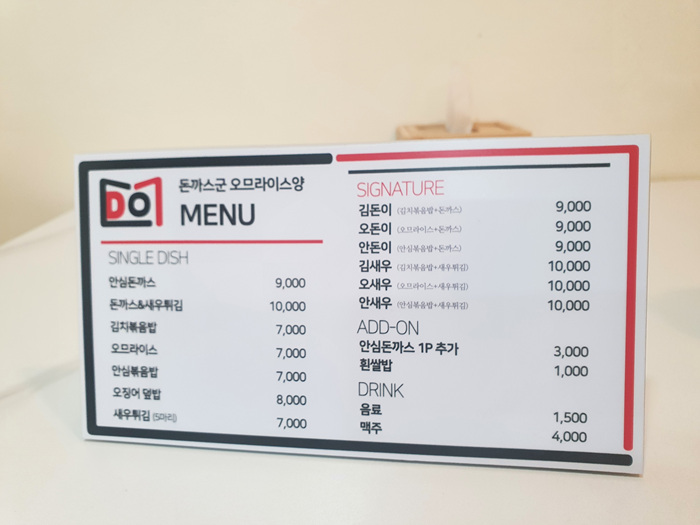 DO
돈까스군 오므라이스양
MENU
SINGLE DISH
안심돈까스 9,000
돈까스&새우튀김 10,000
김치볶음밥 7,000
오므라이스 7,000
안심볶음밥 7,000
오징어 덮밥 8,000
새우튀김 (5마리) 7,000
SIGNATURE
김돈이 (김치볶음밥+돈까스) 9,000
오돈이 (오므라이스+돈까스) 9,000
안돈이 (안심볶음밥+돈까스) 9,000
김새우 (김치볶음밥+새우튀김) 10,000
오새우 (오므라이스+새우튀김) 10,000
안새우 (안심볶음밥+새우튀김) 10,000
ADD-ON
안심돈까스 1P 추가 3,000
흰쌀밥 1,000
DRINK
음료 1,500
맥주 4,000